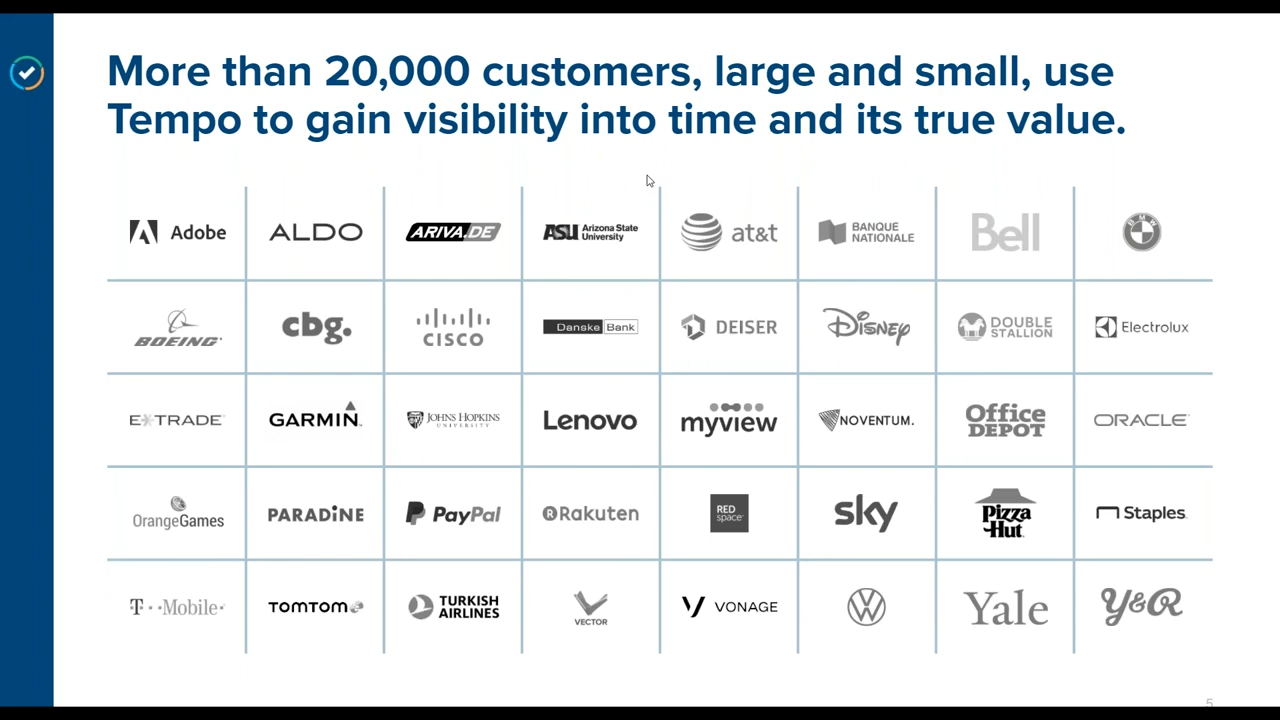 More than 20,000 customers, large and small, use
Tempo to gain visibility into time and its true value.
Adobe
ALDO
ARIVA.DE
ASU Arizona State
University
at&t
BANQUE
NATIONALE
Bell
BMW
BOEING
cbg.
CISCO
Danske Bank
DEISER
Disney
DOUBLE
STALLION
Electrolux
E*TRADE
GARMIN
JOHNS HOPKINS
UNIVERSITY
Lenovo
myview
NOVENTUM.
Office
DEPOT
ORACLE
OrangeGames
PARADiNE
PayPal
Rakuten
RED
space
sky
Pizza
Hut
Staples
T··Mobile·
TOMTOM
TURKISH
AIRLINES
VECTOR
VONAGE
VW
Yale
Y&R
5